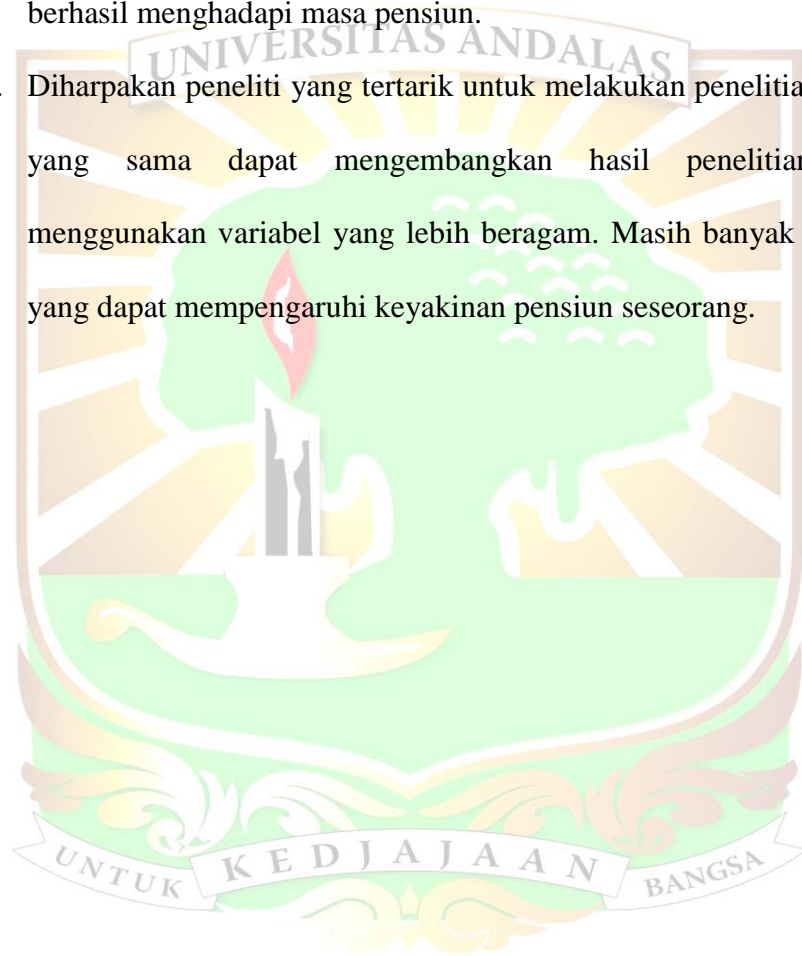 berhasil menghadapi masa pensiun.
UNIVERSITAS ANDALAS
. Diharpakan peneliti yang tertarik untuk melakukan penelitia
yang sama dapat mengembangkan hasil penelitian
menggunakan variabel yang lebih beragam. Masih banyak
yang dapat mempengaruhi keyakinan pensiun seseorang.
UNTUK KEDJAJAAN BANGSA